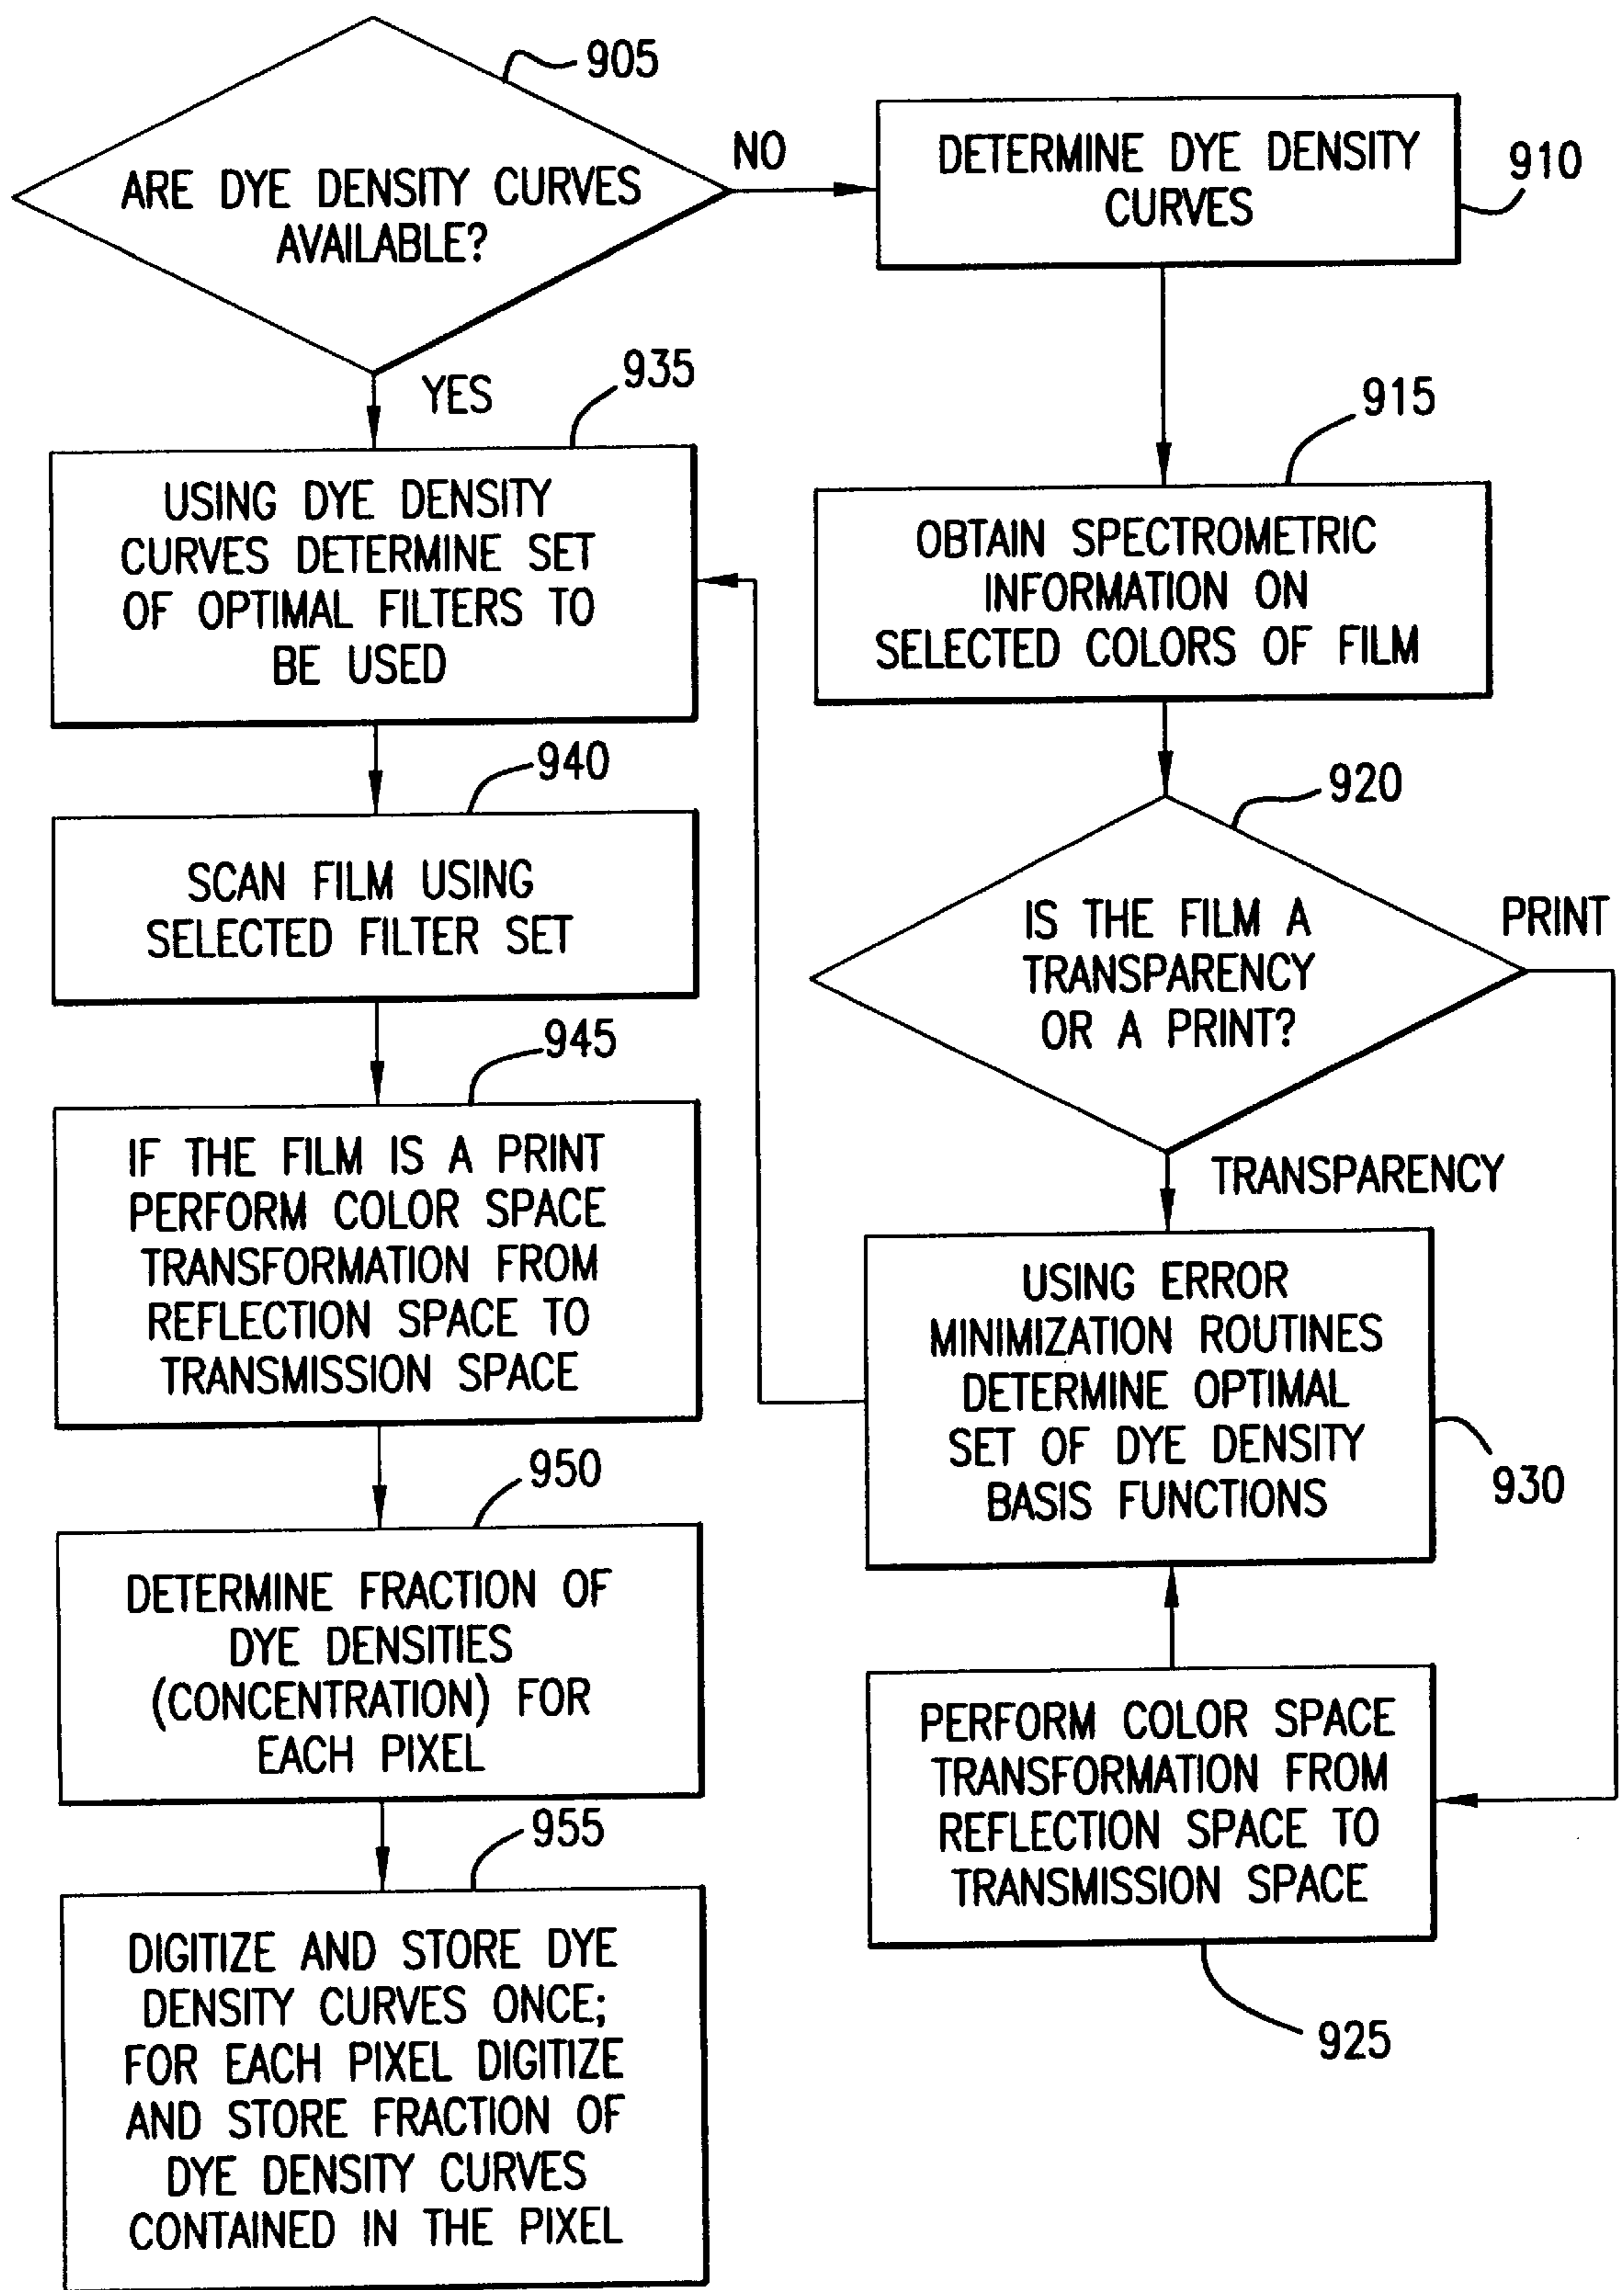 905
ARE DYE DENSITY CURVES
AVAILABLE?
NO
YES
DETERMINE DYE DENSITY
CURVES
910
915
OBTAIN SPECTROMETRIC
INFORMATION ON
SELECTED COLORS OF FILM
920
IS THE FILM A
TRANSPARENCY
OR A PRINT?
PRINT
TRANSPARENCY
USING ERROR
MINIMIZATION ROUTINES
DETERMINE OPTIMAL
SET OF DYE DENSITY
BASIS FUNCTIONS
930
PERFORM COLOR SPACE
TRANSFORMATION FROM
REFLECTION SPACE TO
TRANSMISSION SPACE
925
935
USING DYE DENSITY
CURVES DETERMINE SET
OF OPTIMAL FILTERS TO
BE USED
940
SCAN FILM USING
SELECTED FILTER SET
945
IF THE FILM IS A PRINT
PERFORM COLOR SPACE
TRANSFORMATION FROM
REFLECTION SPACE TO
TRANSMISSION SPACE
950
DETERMINE FRACTION OF
DYE DENSITIES
(CONCENTRATION) FOR
EACH PIXEL
955
DIGITIZE AND STORE DYE
DENSITY CURVES ONCE;
FOR EACH PIXEL DIGITIZE
AND STORE FRACTION OF
DYE DENSITY CURVES
CONTAINED IN THE PIXEL